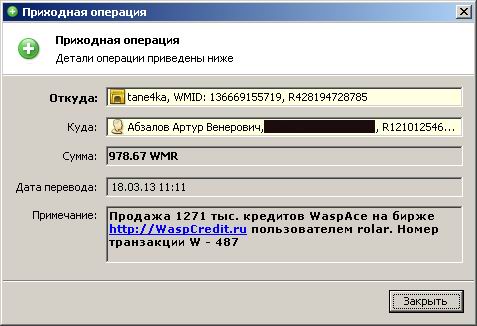 Приходная операция
Приходная операция
Детали операции приведены ниже
Откуда: tane4ka, WMID: 136669155719, R428194728785
Куда: Абзалов Артур Венерович, , R121012546...
Сумма: 978.67 WMR
Дата перевода: 18.03.13 11:11
Примечание: Продажа 1271 тыс. кредитов WaspAce на бирже
http://WaspCredit.ru пользователем rolar. Номер
транзакции W - 487
Закрыть